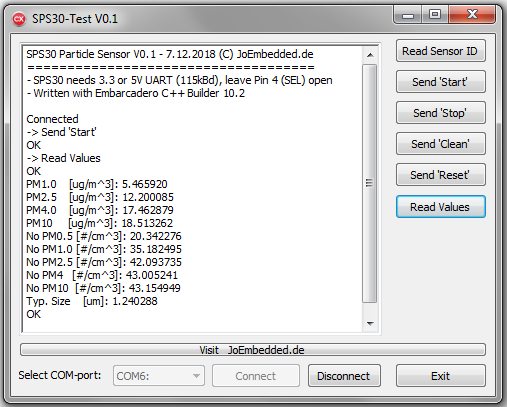 SPS30-Test V0.1
SPS30 Particle Sensor V0.1 - 7.12.2018 (C) JoEmbedded.de
=====================================
- SPS30 needs 3.3 or 5V UART (115kBd), leave Pin 4 (SEL) open
- Written with Embarcadero C++ Builder 10.2
Connected
-> Send 'Start'
OK
-> Read Values
OK
PM1.0 [ug/m^3]: 5.465920
PM2.5 [ug/m^3]: 12.200085
PM4.0 [ug/m^3]: 17.462879
PM10 [ug/m^3]: 18.513262
No PM0.5 [#/cm^3]: 20.342276
No PM1.0 [#/cm^3]: 35.182495
No PM2.5 [#/cm^3]: 42.093735
No PM4 [#/cm^3]: 43.005241
No PM10 [#/cm^3]: 43.154949
Typ. Size [um]: 1.240288
OK
Read Sensor ID
Send 'Start'
Send 'Stop'
Send 'Clean'
Send 'Reset'
Read Values
Visit JoEmbedded.de
Select COM-port: COM6: Connect Disconnect Exit